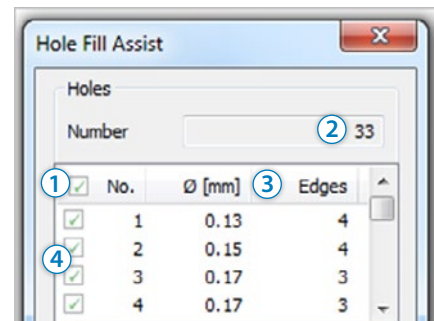 Hole Fill Assist
Holes
Number 2 33
1 No. Ø [mm] 3 Edges
1 0.13 4
2 0.15 4
4
3 0.17 3
4 0.17 3